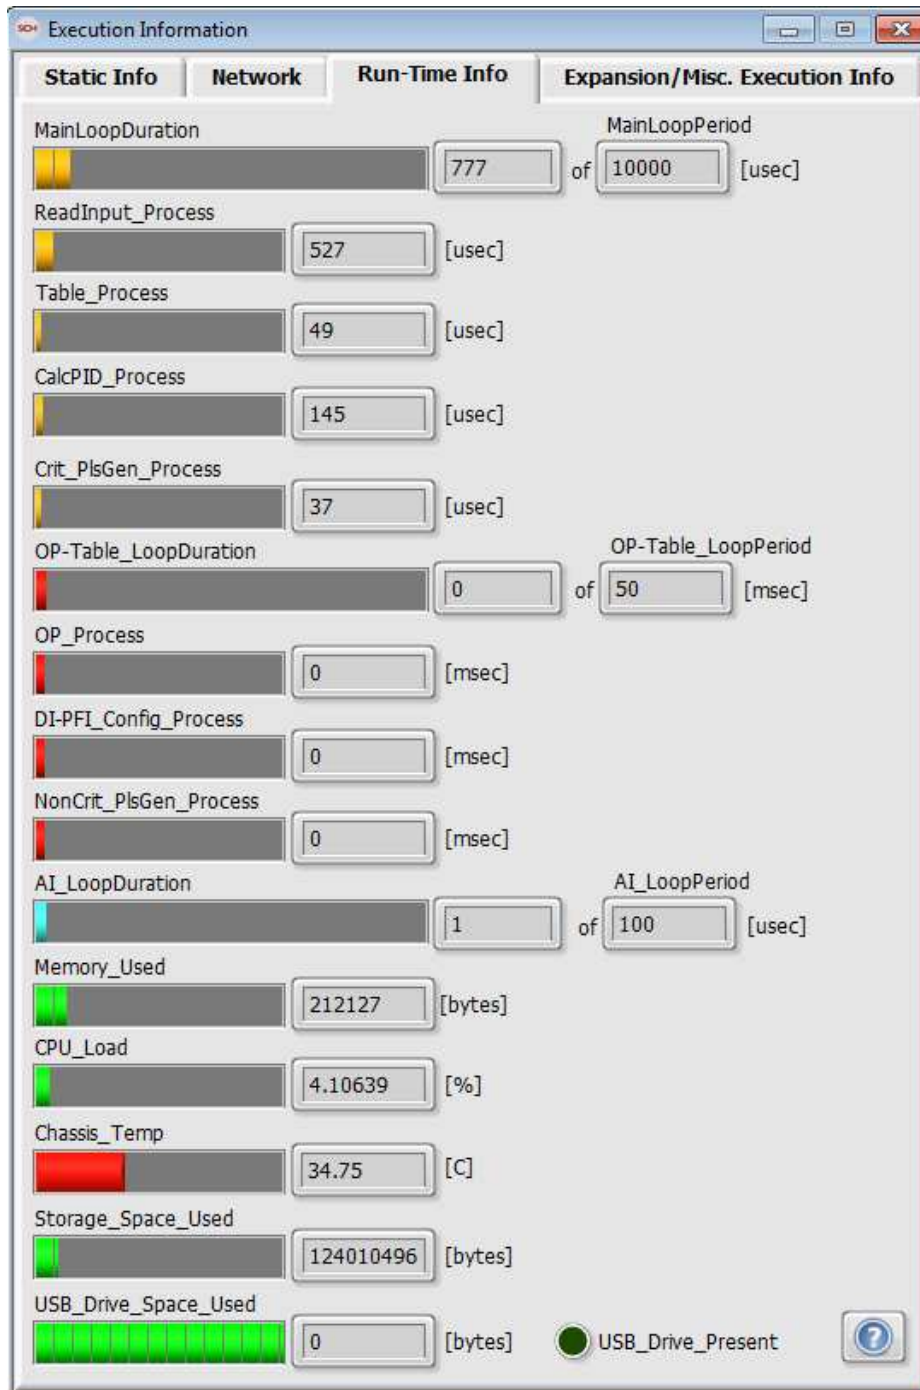 SCM Execution Information
Static Info Network Run-Time Info Expansion/Misc. Execution Info
MainLoopDuration MainLoopPeriod
777 of 10000 [usec]
ReadInput_Process
527 [usec]
Table_Process
49 [usec]
CalcPID_Process
145 [usec]
Crit_PlsGen_Process
37 [usec]
OP-Table_LoopDuration OP-Table_LoopPeriod
0 of 50 [msec]
OP_Process
0 [msec]
DI-PFI_Config_Process
0 [msec]
NonCrit_PlsGen_Process
0 [msec]
AI_LoopDuration AI_LoopPeriod
1 of 100 [usec]
Memory_Used
212127 [bytes]
CPU_Load
4.10639 [%]
Chassis_Temp
34.75 [C]
Storage_Space_Used
124010496 [bytes]
USB_Drive_Space_Used
0 [bytes] USB_Drive_Present ?